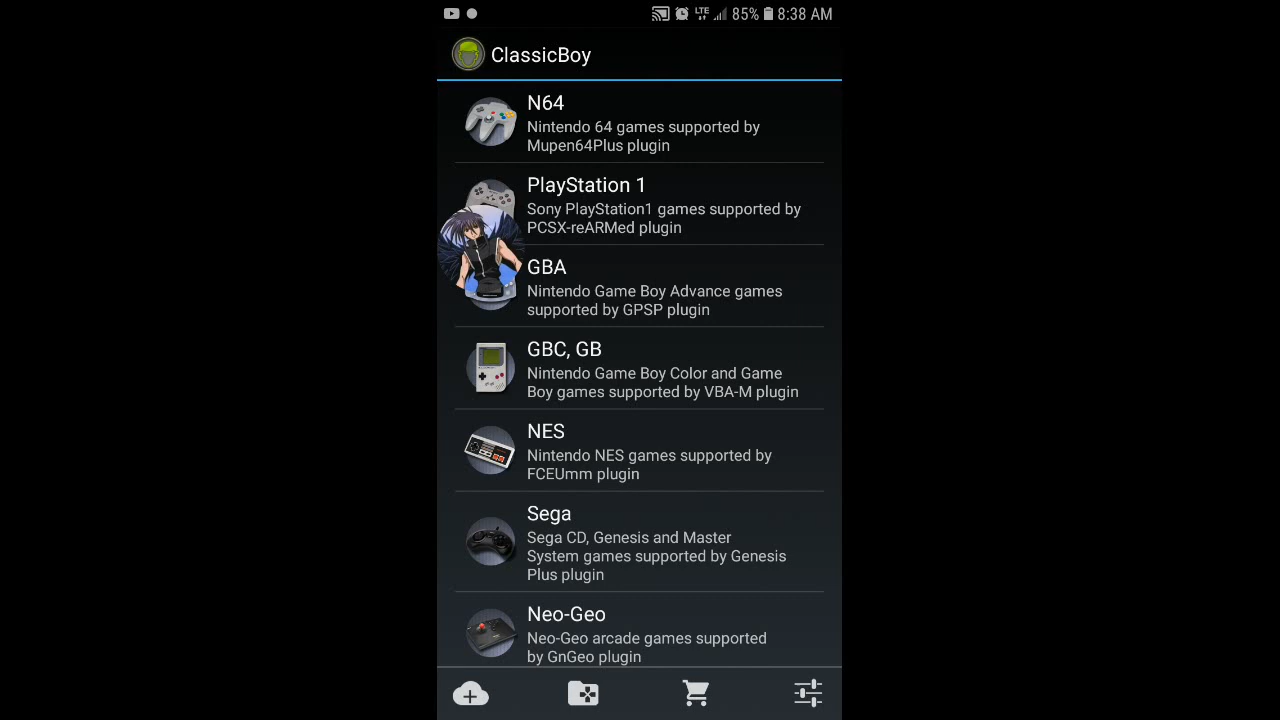 LTE 85% 8:38 AM
ClassicBoy
N64
Nintendo 64 games supported by
Mupen64Plus plugin
PlayStation 1
Sony PlayStation1 games supported by
PCSX-reARMed plugin
GBA
Nintendo Game Boy Advance games
supported by GPSP plugin
GBC, GB
Nintendo Game Boy Color and Game
Boy games supported by VBA-M plugin
NES
Nintendo NES games supported by
FCEUmm plugin
Sega
Sega CD, Genesis and Master
System games supported by Genesis
Plus plugin
Neo-Geo
Neo-Geo arcade games supported
by GnGeo plugin